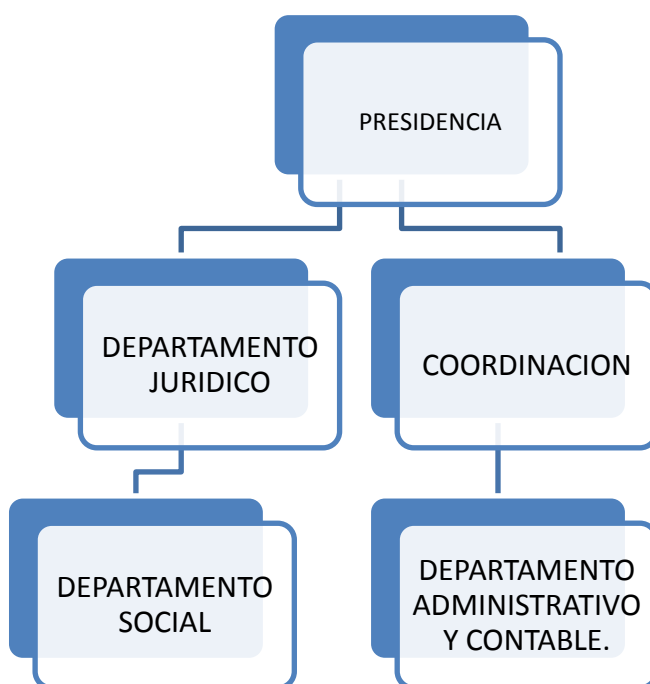 PRESIDENCIA
DEPARTAMENTO
JURIDICO
COORDINACION
DEPARTAMENTO
SOCIAL
DEPARTAMENTO
ADMINISTRATIVO
Y CONTABLE.